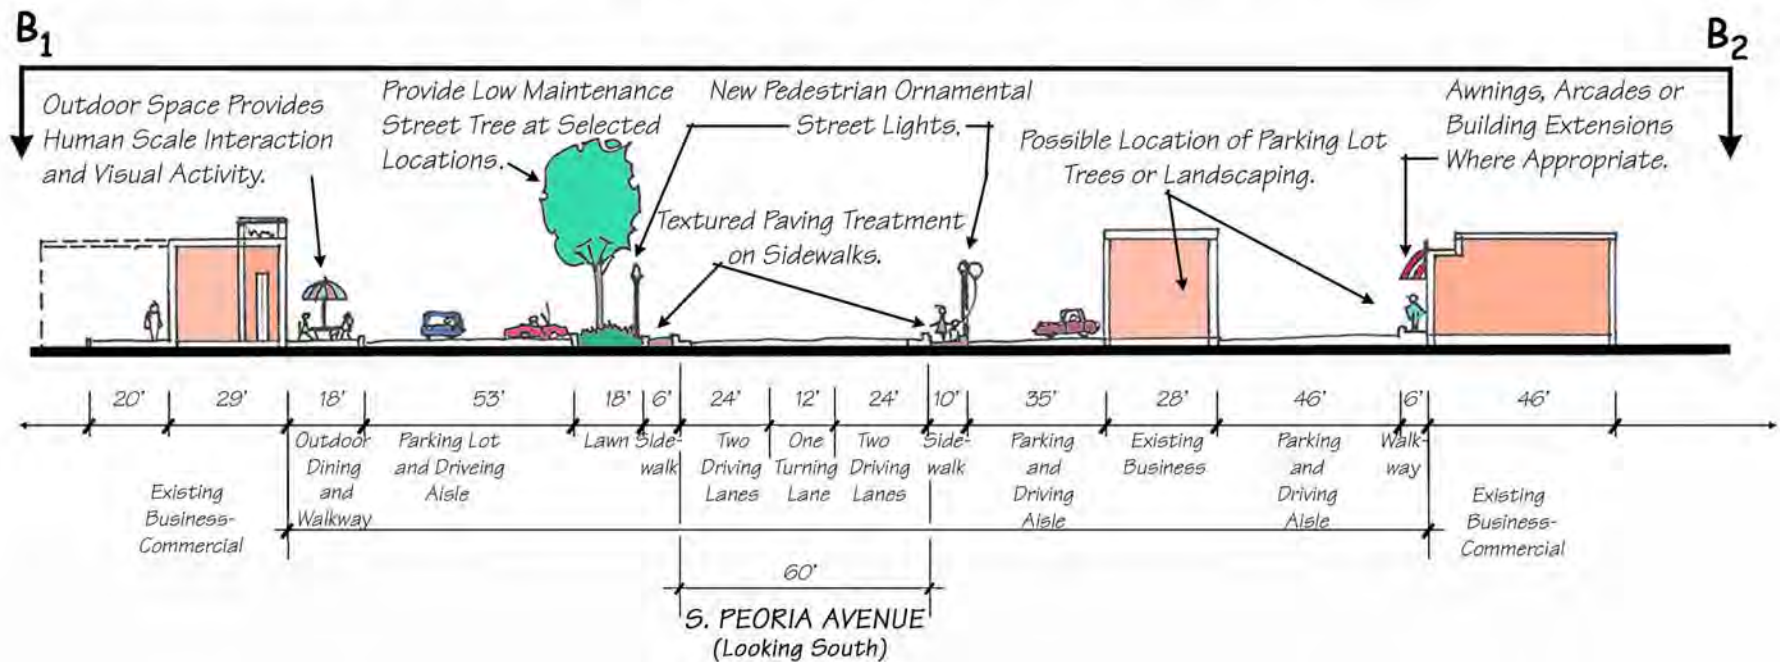 B1
B2
Outdoor Space Provides
Human Scale Interaction
and Visual Activity.
Provide Low Maintenance
Street Tree at Selected
Locations.
New Pedestrian Ornamental
Street Lights.
Textured Paving Treatment
on Sidewalks.
Possible Location of Parking Lot
Trees or Landscaping.
Awnings, Arcades or
Building Extensions
Where Appropriate.
20' 29' 18' 53' 18' 6' 24' 12' 24' 10' 35' 28' 46' 6' 46'
Existing
Business-
Commercial
Outdoor
Dining
and
Walkway
Parking Lot
and Driveing
Aisle
Lawn
Side-
walk
Two
Driving
Lanes
One
Turning
Lane
Two
Driving
Lanes
Side-
walk
Parking
and
Driving
Aisle
Existing
Business
Parking
and
Driving
Aisle
Walk-
way
Existing
Business-
Commercial
60'
S. PEORIA AVENUE
(Looking South)